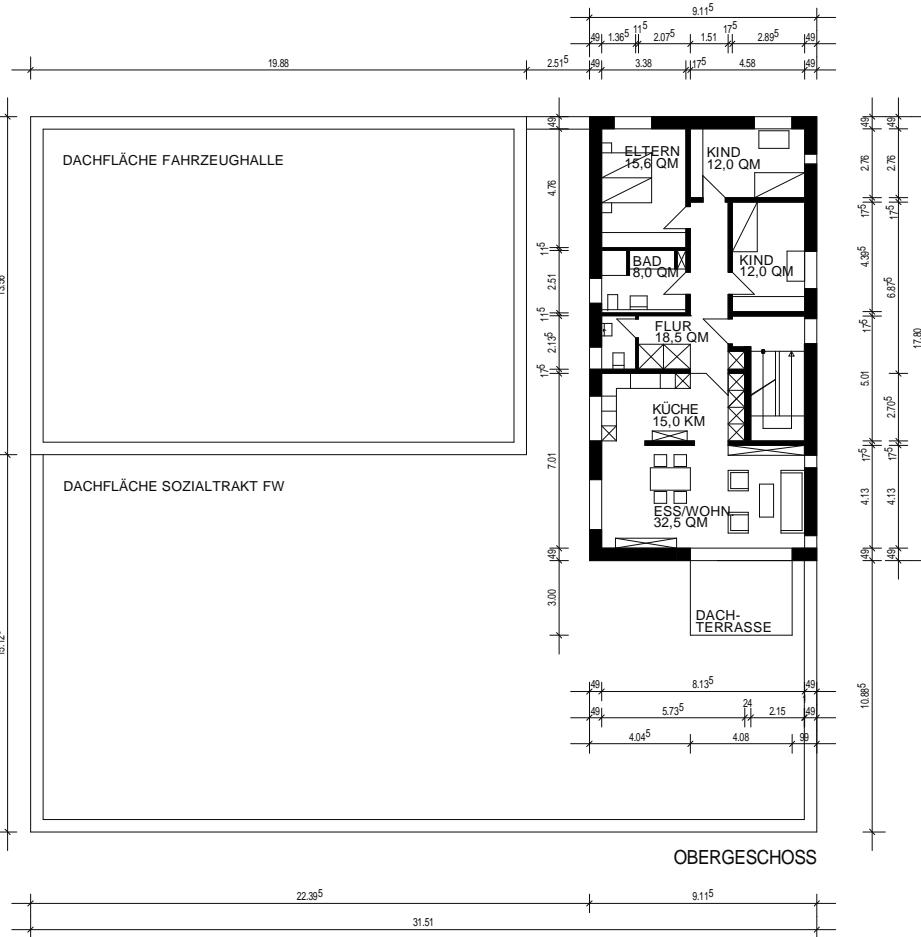 9.11⁵
11⁵ 17⁵
49 1.36⁵ 2.07⁵ 1.51 2.89⁵ 49
19.88 2.51⁵ 49 3.38 17⁵ 4.58 49
DACHFLÄCHE FAHRZEUGHALLE
ELTERN
15,6 QM
KIND
12,0 QM
BAD
8,0 QM
KIND
12,0 QM
FLUR
18,5 QM
KÜCHE
15,0 KM
DACHFLÄCHE SOZIALTRAKT FW
ESS/WOHN.
32,5 QM
DACH-
TERRASSE
49
4.76
11⁵
2.51
11⁵
2.13⁵
17⁵
7.01
49
3.00
49
2.76
17⁵
4.39⁵
17⁵
5.01
17⁵
4.13
49
10.88⁵
49
2.76
17⁵
6.87⁵
2.70⁵
17⁵
4.13
49
17.80
49 8.13⁵ 49
24
49 5.73⁵ 2.15 49
4.04⁵ 4.08 99
OBERGESCHOSS
22.39⁵ 9.11⁵
31.51